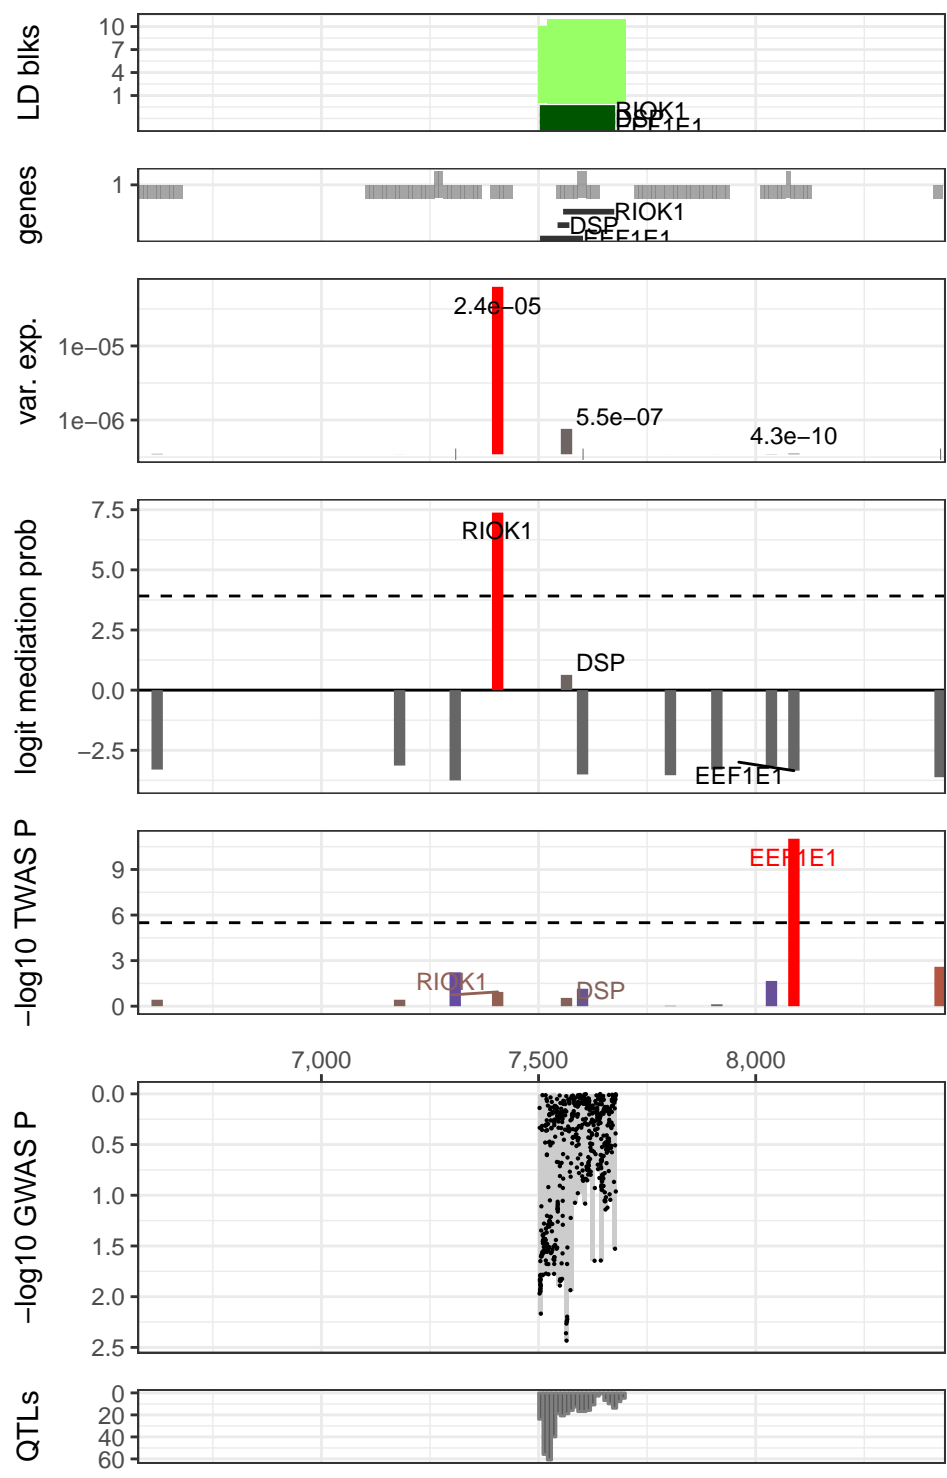 LD blks
10
7
4
1
RIOK1
DSP
EEF1E1
genes
1
RIOK1
DSP
EEF1E1
var. exp.
1e−05
1e−06
2.4e−05
5.5e−07
4.3e−10
logit mediation prob
7.5
5.0
2.5
0.0
−2.5
RIOK1
DSP
EEF1E1
−log10 TWAS P
9
6
3
0
EEF1E1
RIOK1
DSP
7,000 7,500 8,000
−log10 GWAS P
0.0
0.5
1.0
1.5
2.0
2.5
QTLs
0
20
40
60